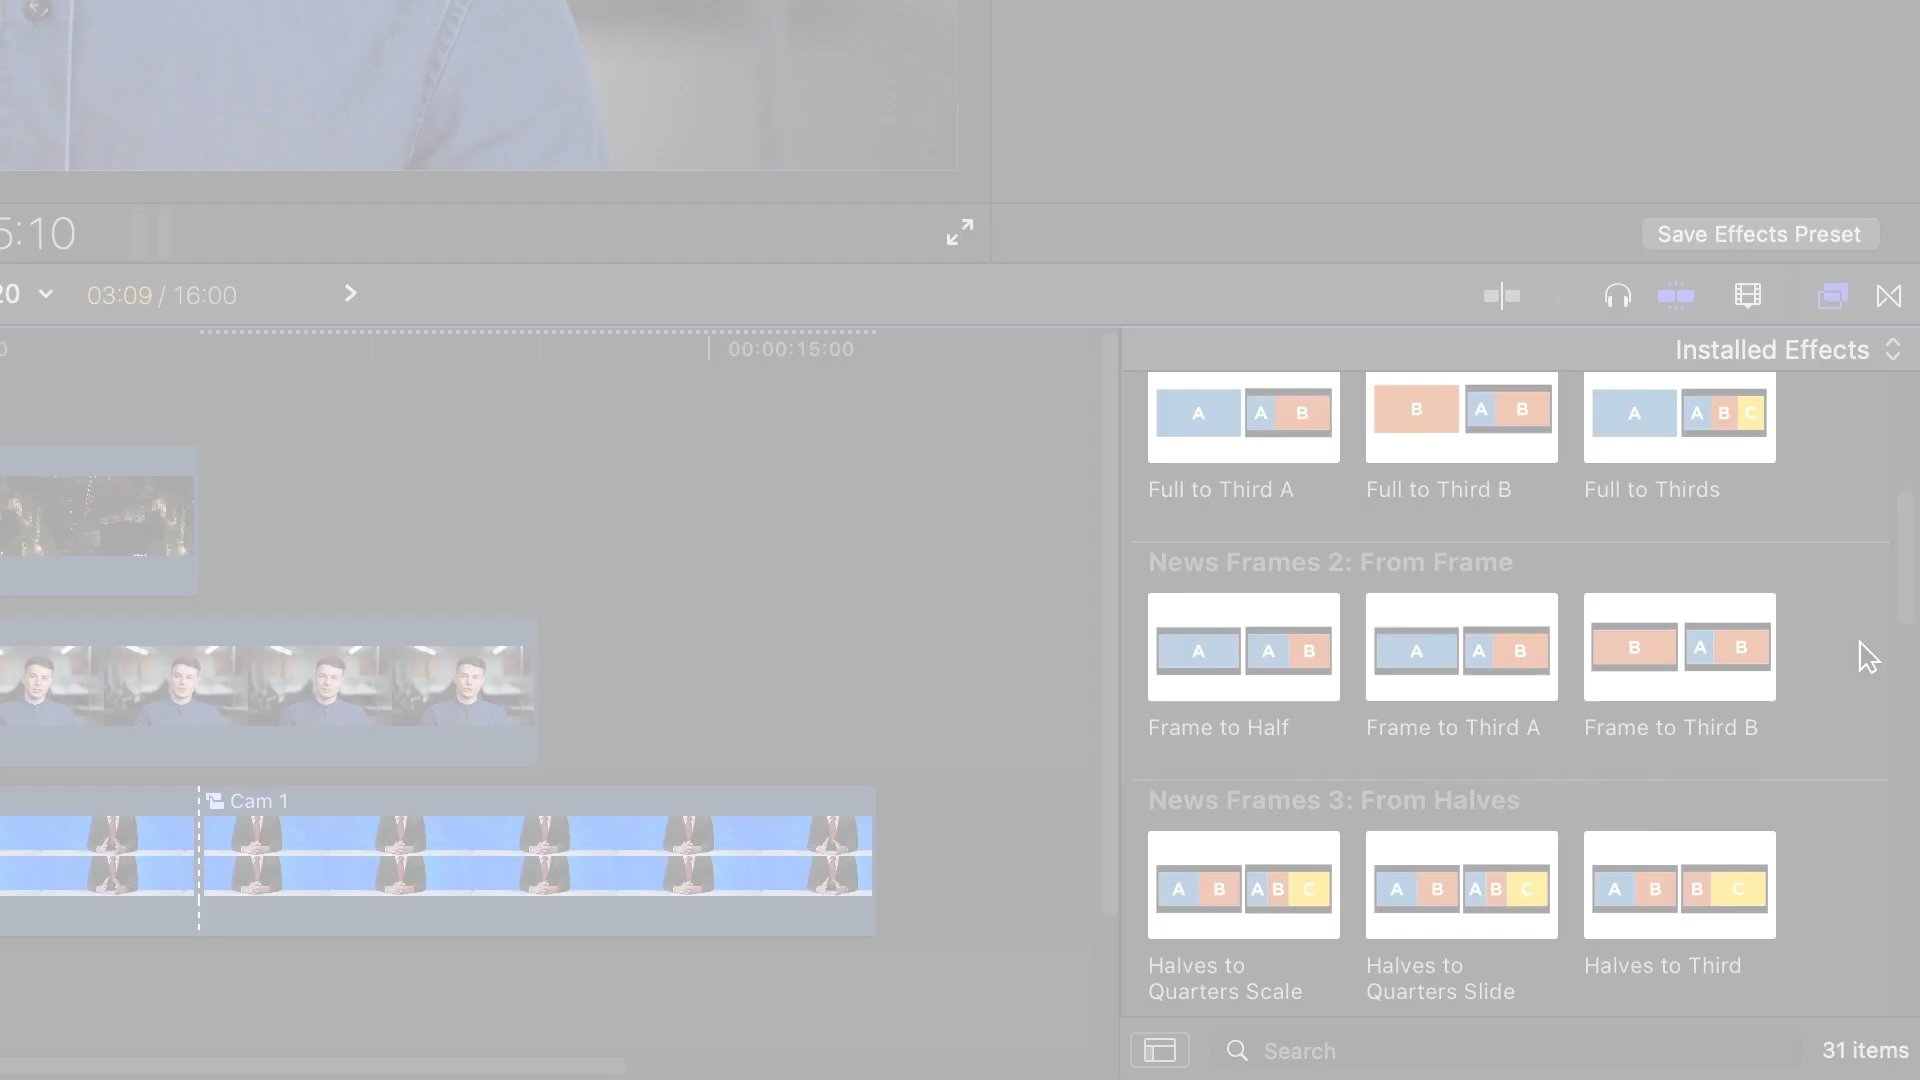 5:10
Save Effects Preset
20
03:09 / 16:00
0
00:00:15:00
Installed Effects
A A B
B A B
A A B C
Full to Third A
Full to Third B
Full to Thirds
News Frames 2: From Frame
A A B
A A B
B A B
Frame to Half
Frame to Third A
Frame to Third B
Cam 1
News Frames 3: From Halves
A B A B C
A B A B C
A B B C
Halves to
Quarters Scale
Halves to
Quarters Slide
Halves to Third
Search
31 items